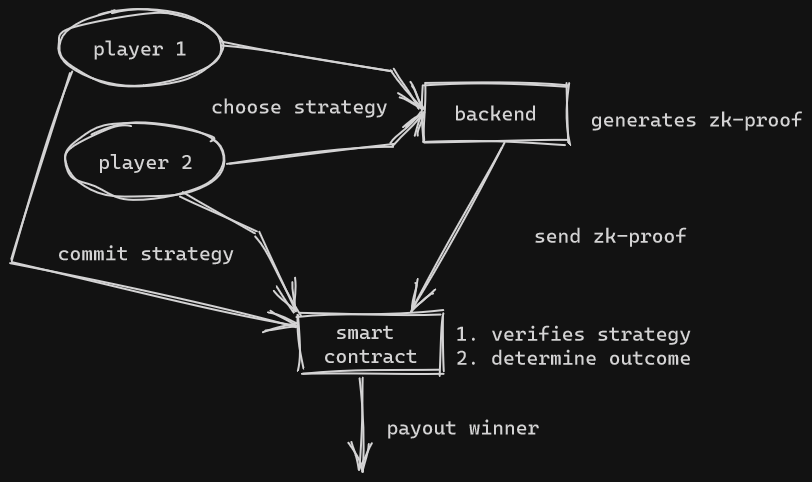 player 1
choose strategy
backend
generates zk-proof
player 2
send zk-proof
commit strategy
smart
contract
1. verifies strategy
2. determine outcome
payout winner